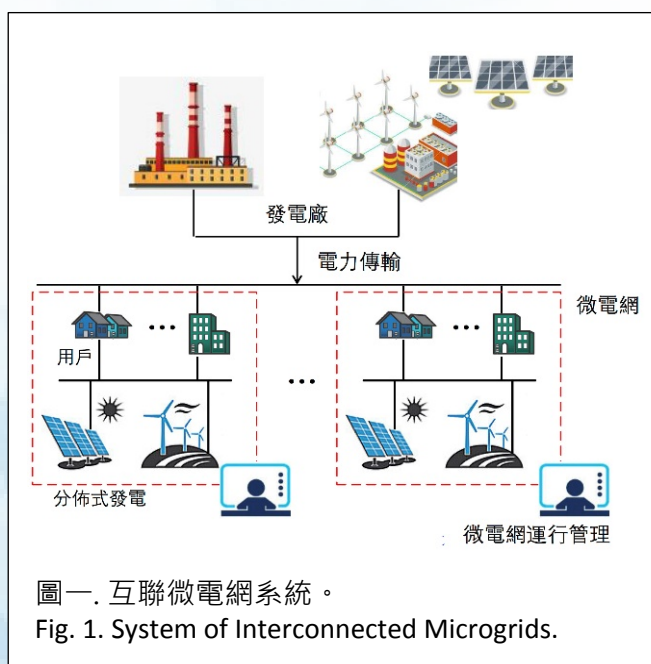 發電廠
電力傳輸
微電網
用戶
分佈式發電
微電網運行管理
圖一. 互聯微電網系統。
Fig. 1. System of Interconnected Microgrids.